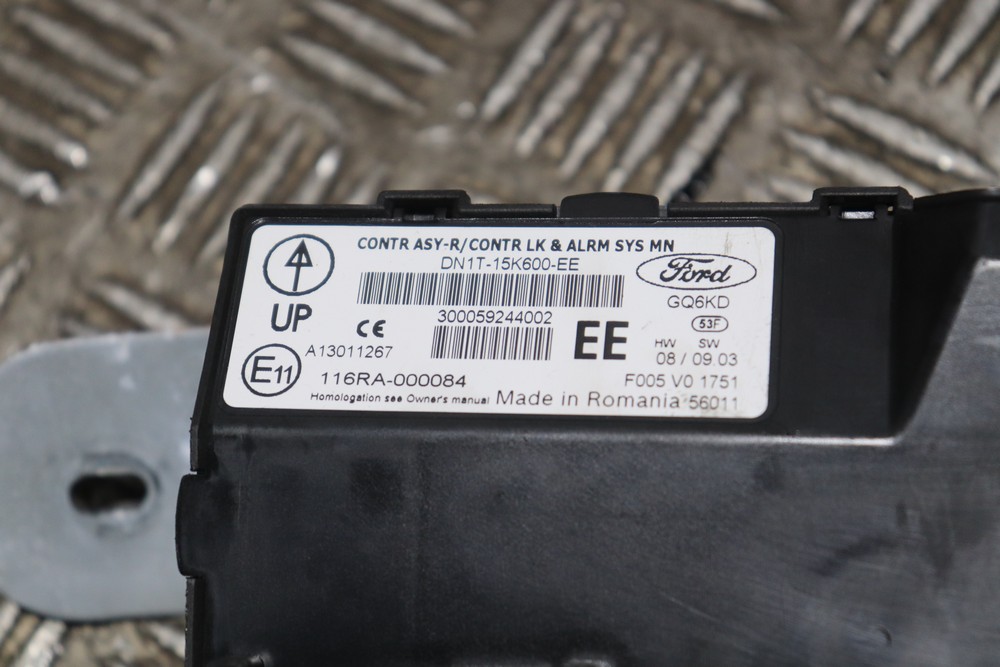 CONTR ASY-R/CONTR LK & ALRM SYS MN
DN1T-15K600-EE
Ford
GQ6KD
UP
CE
300059244002
EE
53F
HW SW
08 / 09.03
A13011267
E11
116RA-000084
F005 V0 1751
Homologation see Owner's manual Made in Romania 56011